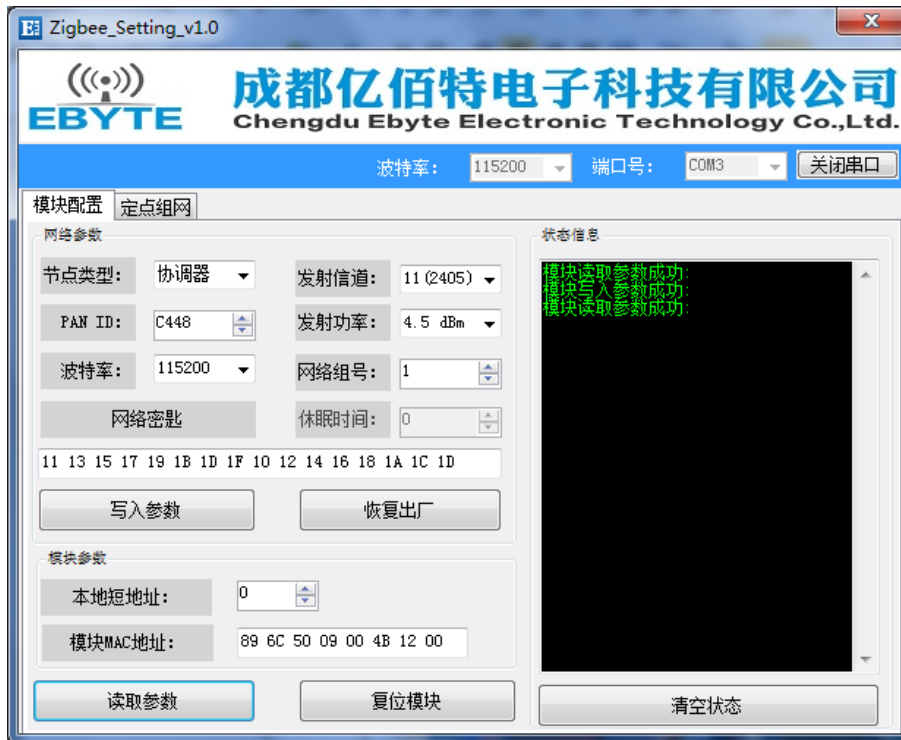 Zigbee_Setting_v1.0
EBYTE
成都亿佰特电子科技有限公司
Chengdu Ebyte Electronic Technology Co.,Ltd.
波特率: 115200 端口号: COM3 关闭串口
模块配置 定点组网
网络参数
节点类型: 协调器 发射信道: 11(2405)
PAN ID: C448 发射功率: 4.5 dBm
波特率: 115200 网络组号: 1
网络密匙 休眠时间: 0
11 13 15 17 19 1B 1D 1F 10 12 14 16 18 1A 1C 1D
写入参数 恢复出厂
模块参数
本地短地址: 0
模块MAC地址: 89 6C 50 09 00 4B 12 00
读取参数 复位模块
状态信息
模块读取参数成功:
模块写入参数成功:
模块读取参数成功:
清空状态